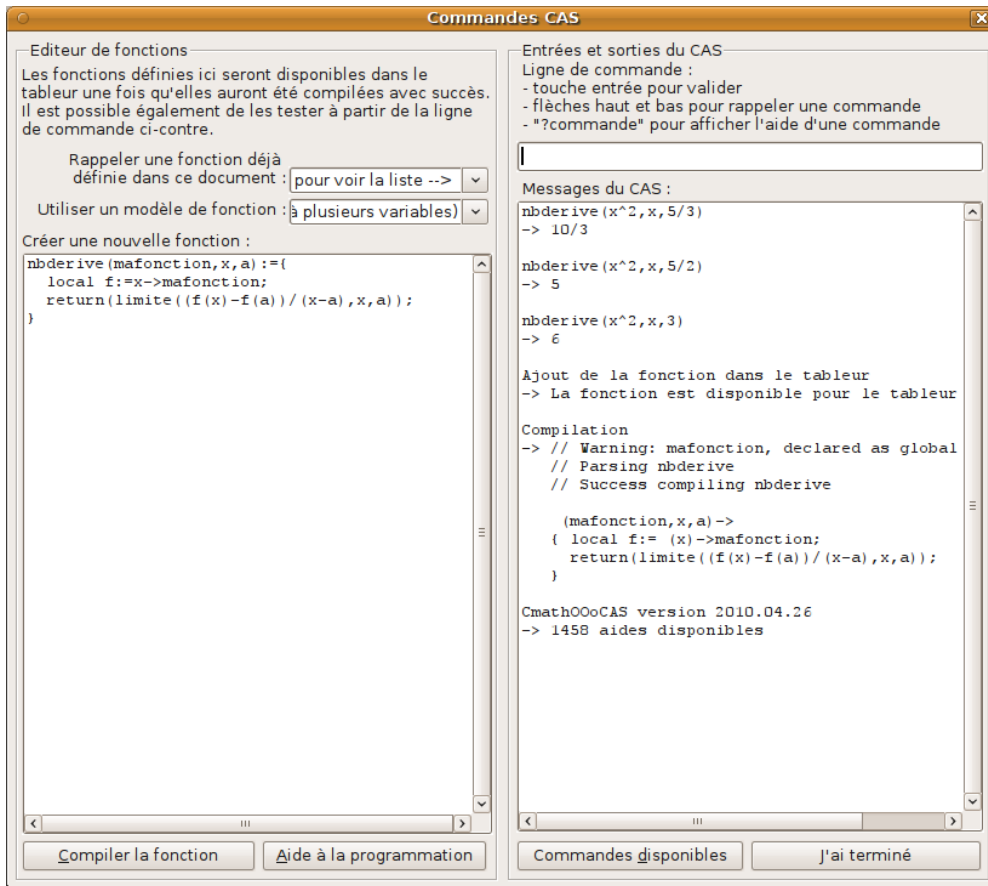 Commandes CAS
Editeur de fonctions
Les fonctions définies ici seront disponibles dans le
tableur une fois qu'elles auront été compilées avec succès.
Il est possible également de les tester à partir de la ligne
de commande ci-contre.
Rappeler une fonction déjà
définie dans ce document : pour voir la liste -->
Utiliser un modèle de fonction : à plusieurs variables)
Créer une nouvelle fonction :
nbderive(mafonction,x,a):={
  local f:=x->mafonction;
  return(limite((f(x)-f(a))/(x-a),x,a));
}
Compiler la fonction
Aide à la programmation
Entrées et sorties du CAS
Ligne de commande :
- touche entrée pour valider
- flèches haut et bas pour rappeler une commande
- "?commande" pour afficher l'aide d'une commande
Messages du CAS :
nbderive(x^2,x,5/3)
-> 10/3
nbderive(x^2,x,5/2)
-> 5
nbderive(x^2,x,3)
-> 6
Ajout de la fonction dans le tableur
-> La fonction est disponible pour le tableur
Compilation
-> // Warning: mafonction, declared as global
   // Parsing nbderive
   // Success compiling nbderive
    (mafonction,x,a)->
   { local f:= (x)->mafonction;
     return(limite((f(x)-f(a))/(x-a),x,a));
   }
CmathOOoCAS version 2010.04.26
-> 1458 aides disponibles
Commandes disponibles
J'ai terminé